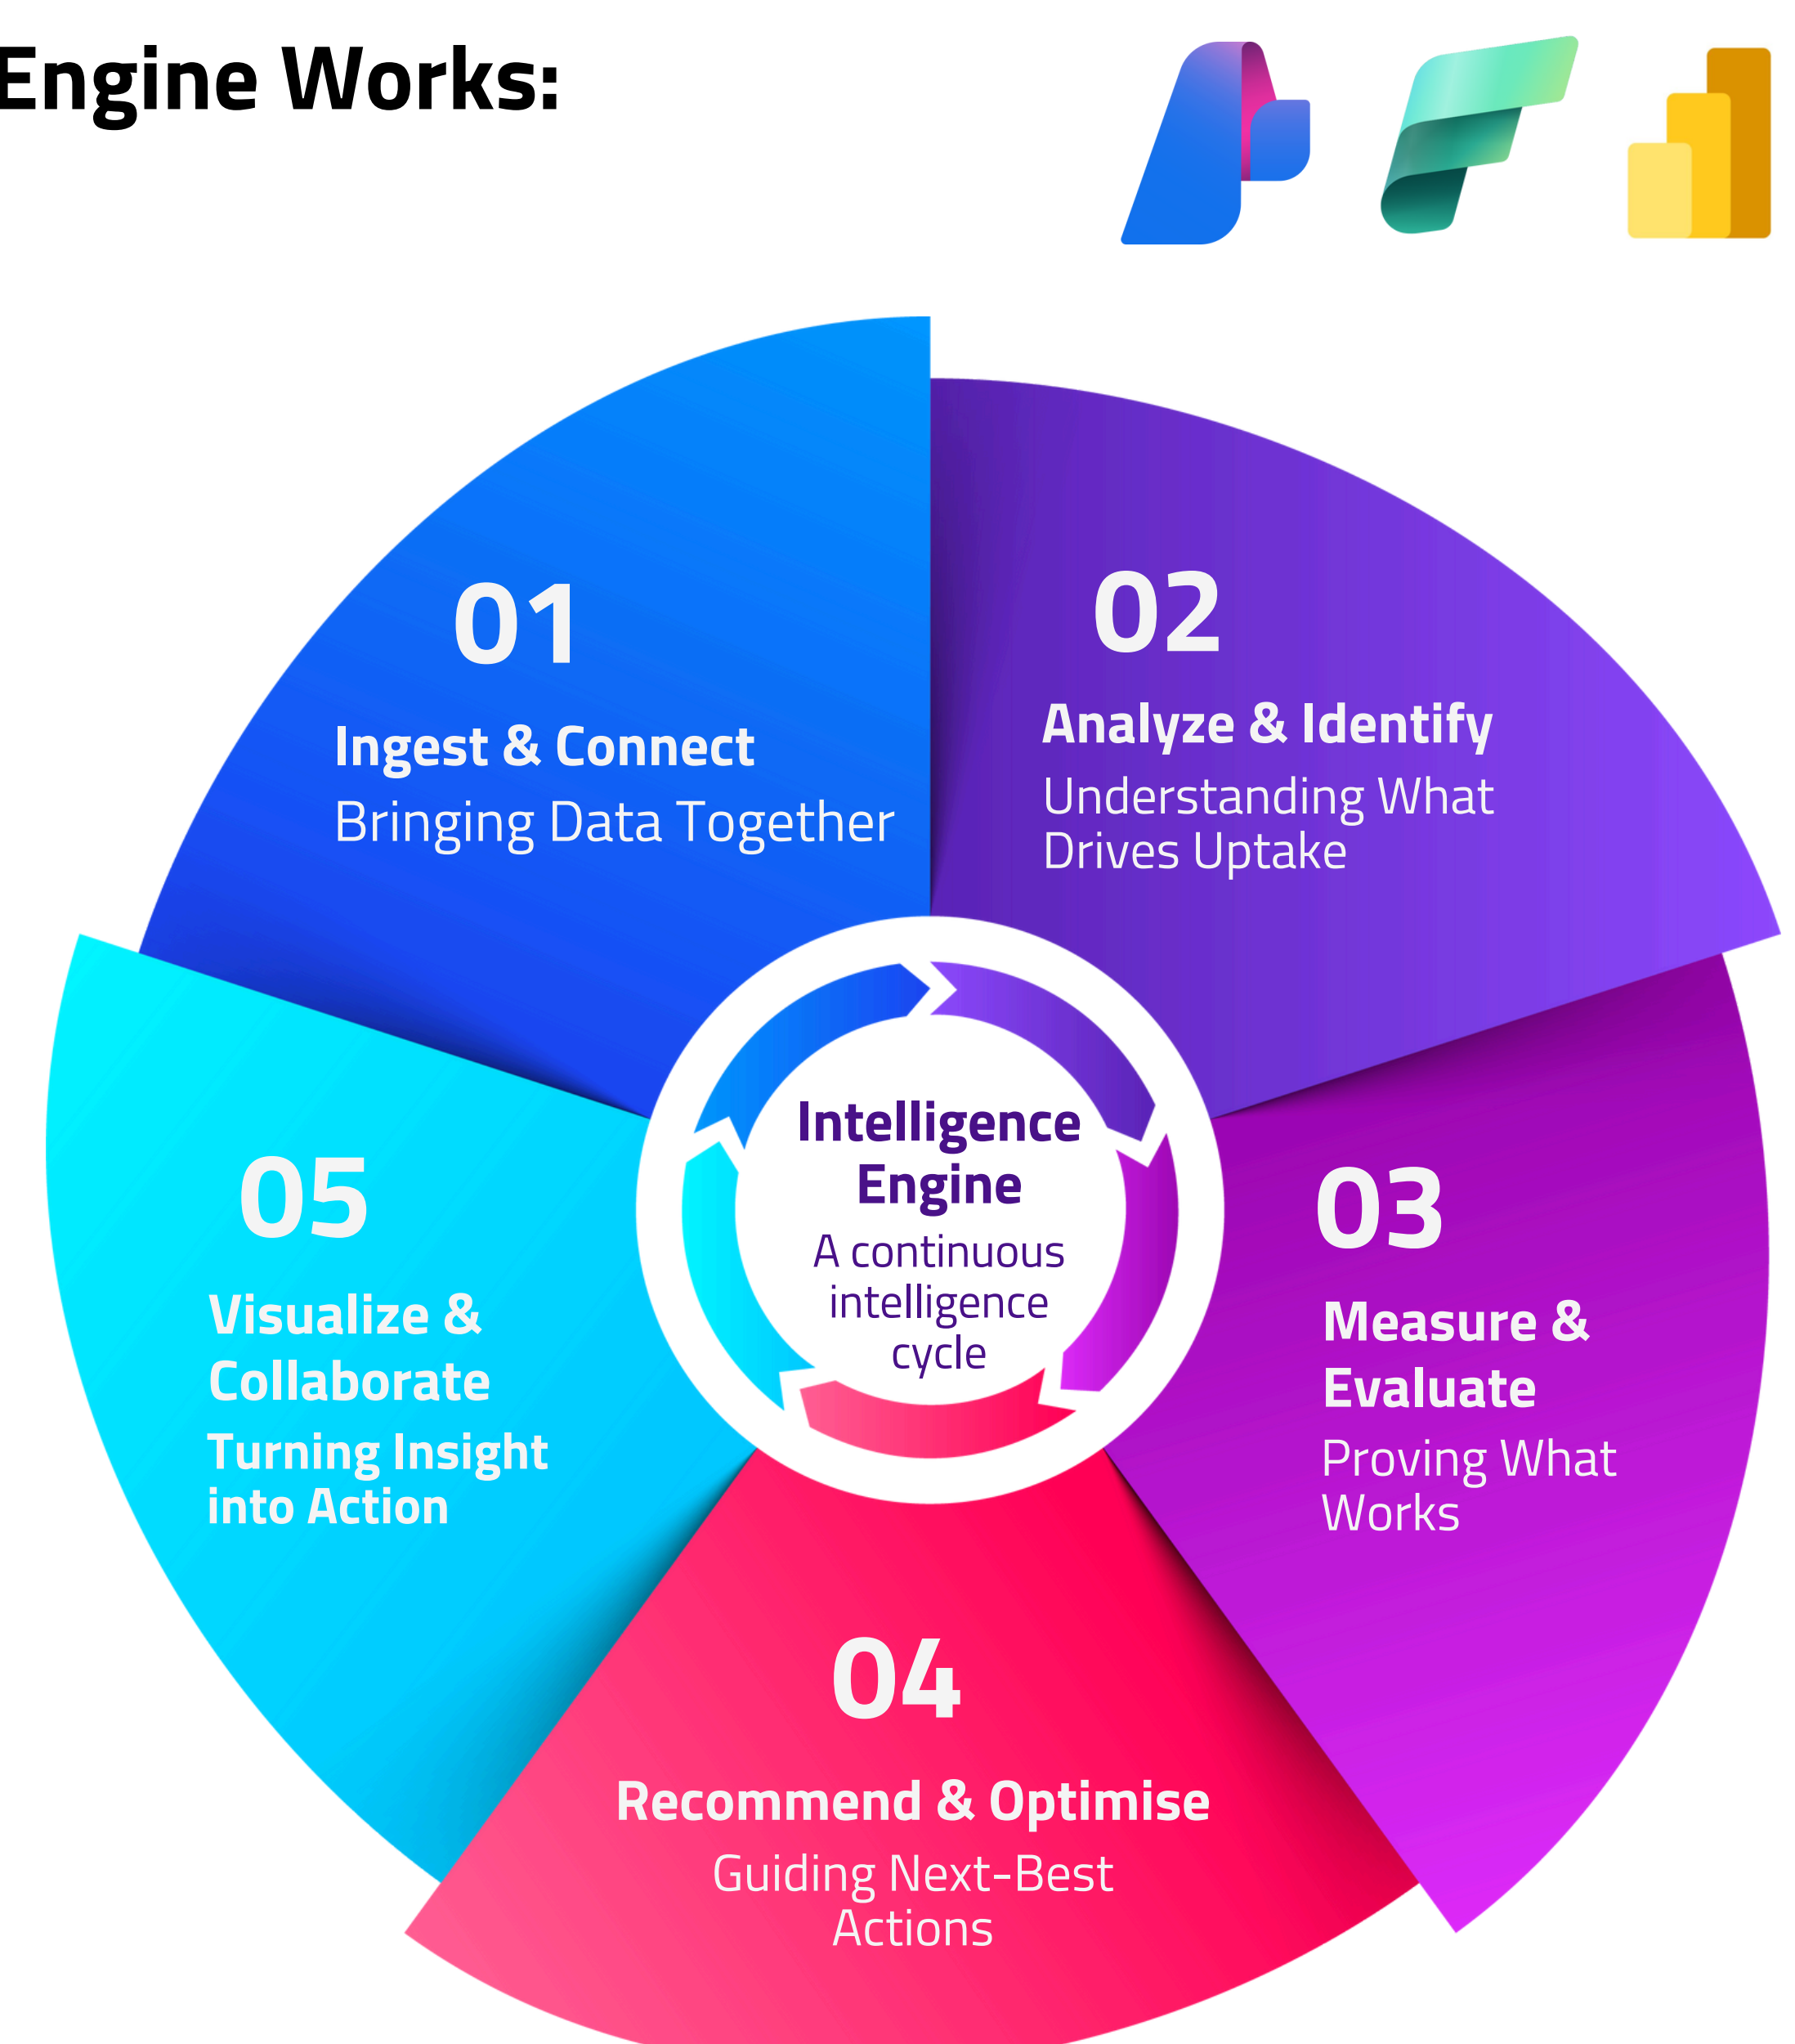 Engine Works:
01
Ingest & Connect
Bringing Data Together
02
Analyze & Identify
Understanding What
Drives Uptake
03
Measure &
Evaluate
Proving What
Works
04
Recommend & Optimise
Guiding Next-Best
Actions
05
Visualize &
Collaborate
Turning Insight
into Action
Intelligence
Engine
A continuous
intelligence
cycle